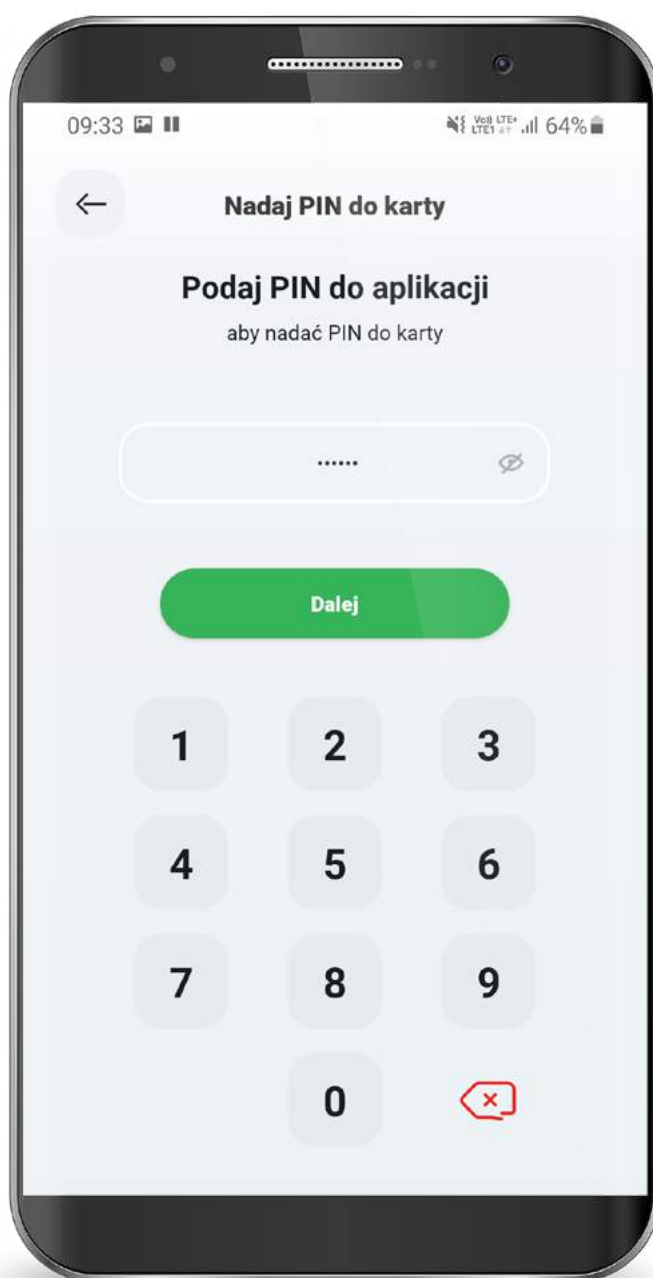 09:33 64%
Nadaj PIN do karty
Podaj PIN do aplikacji
aby nadać PIN do karty
••••••
Dalej
1 2 3
4 5 6
7 8 9
0